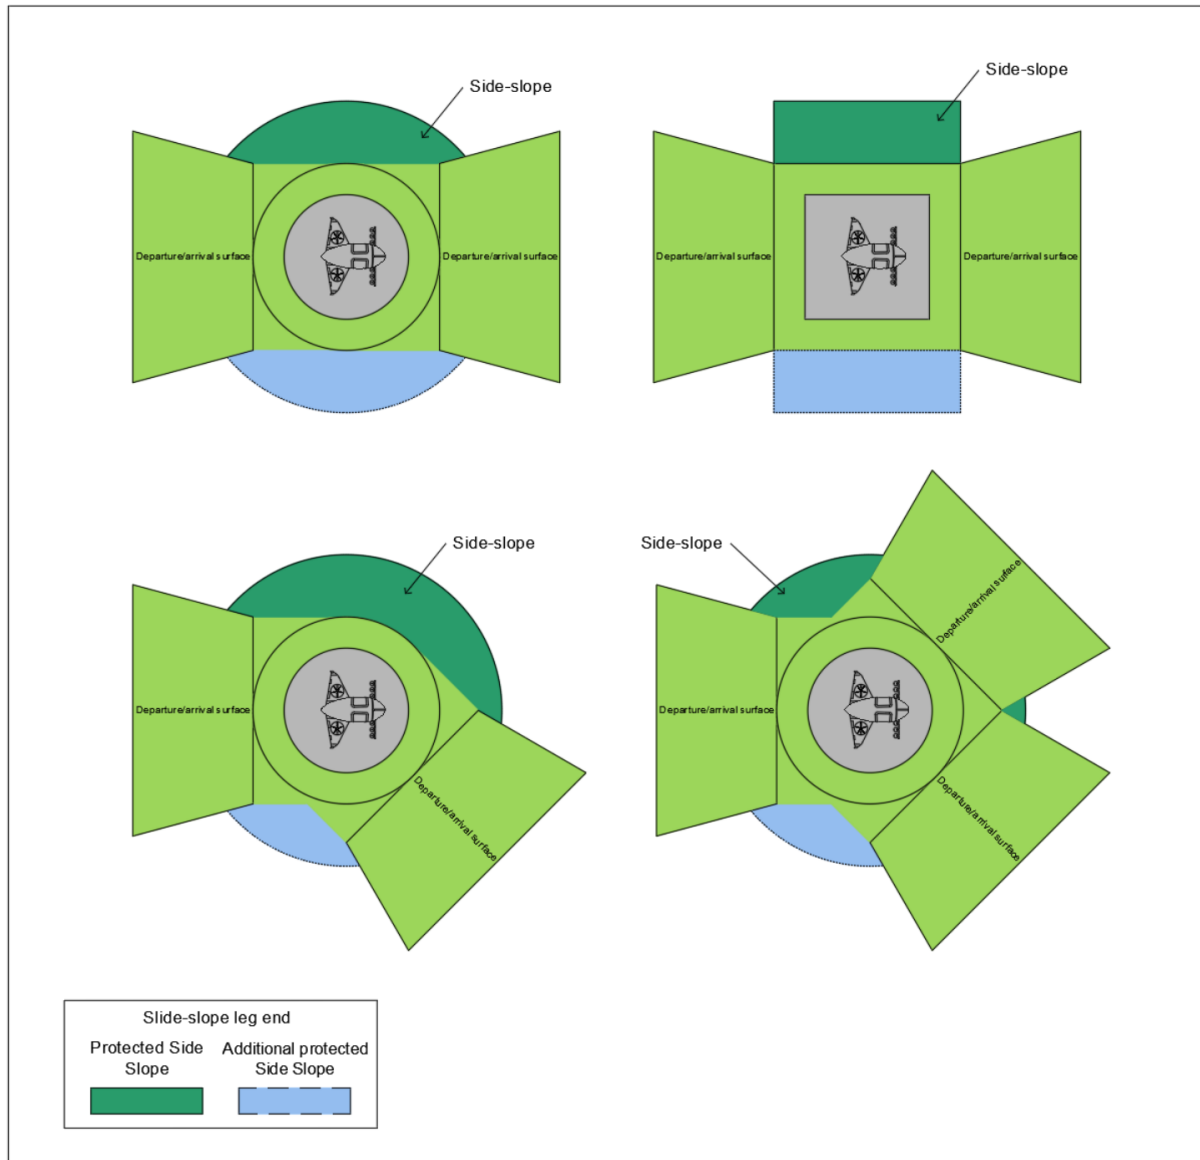 Side-slope
Side-slope
Departure/arrival surface
Departure/arrival surface
Departure/arrival surface
Departure/arrival surface
Side-slope
Side-slope
Departure/arrival surface
Departure/arrival surface
Departure/arrival surface
Departure/arrival surface
Departure/arrival surface
Slide-slope leg end
Protected Side
Slope
Additional protected
Side Slope